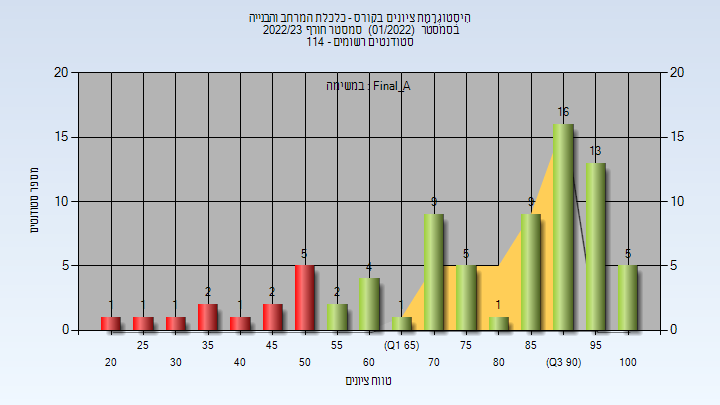 היסטוגרמת ציונים בקורס - כלכלת המרחב והבנייה
בסמסטר (01/2022) סמסטר חורף 2022/23
סטודנטים רשומים - 114
במשימה : Final_A
מספר סטודנטים
20 20
15 15
10 10
5 5
0 0
1 1 1 2 1 2 5 2 4 1 9 5 1 9 16 13 5
25 35 45 55 (Q1 65) 75 85 95
20 30 40 50 60 70 80 (Q3 90) 100
טווח ציונים